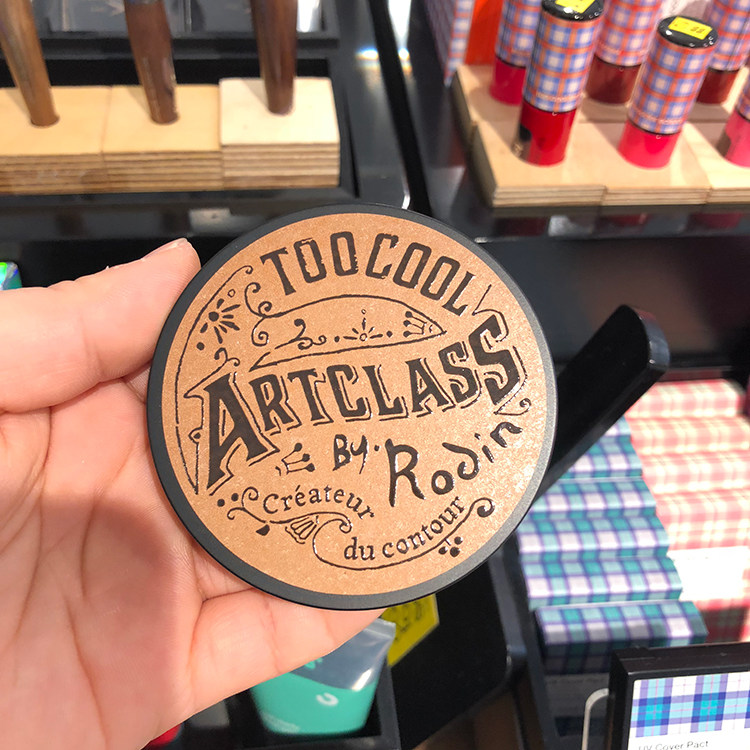 TOO COOL
ARTCLASS
BY. Rodin
Créateur
du contour
UV Cover Pact